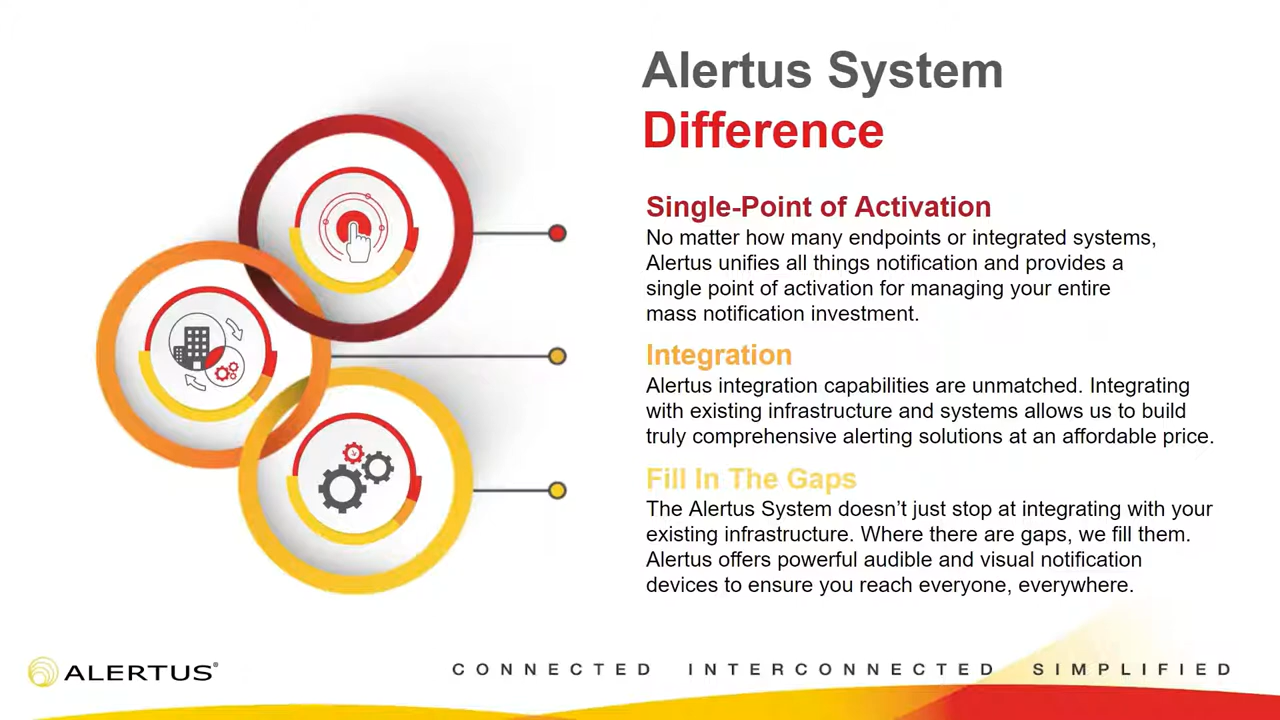 Alertus System
Difference
Single-Point of Activation
No matter how many endpoints or integrated systems,
Alertus unifies all things notification and provides a
single point of activation for managing your entire
mass notification investment.
Integration
Alertus integration capabilities are unmatched. Integrating
with existing infrastructure and systems allows us to build
truly comprehensive alerting solutions at an affordable price.
Fill In The Gaps
The Alertus System doesn’t just stop at integrating with your
existing infrastructure. Where there are gaps, we fill them.
Alertus offers powerful audible and visual notification
devices to ensure you reach everyone, everywhere.
ALERTUS®
CONNECTED INTERCONNECTED SIMPLIFIED